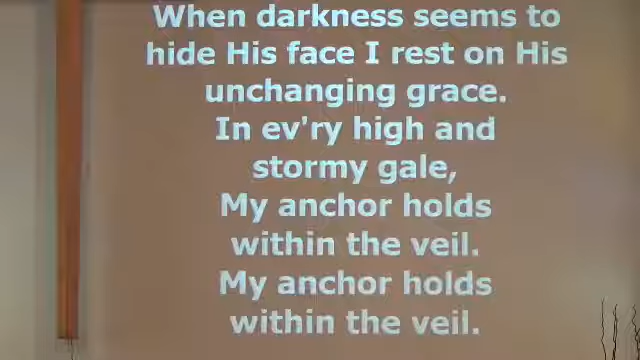 When darkness seems to
hide His face I rest on His
unchanging grace.
In ev'ry high and
stormy gale,
My anchor holds
within the veil.
My anchor holds
within the veil.